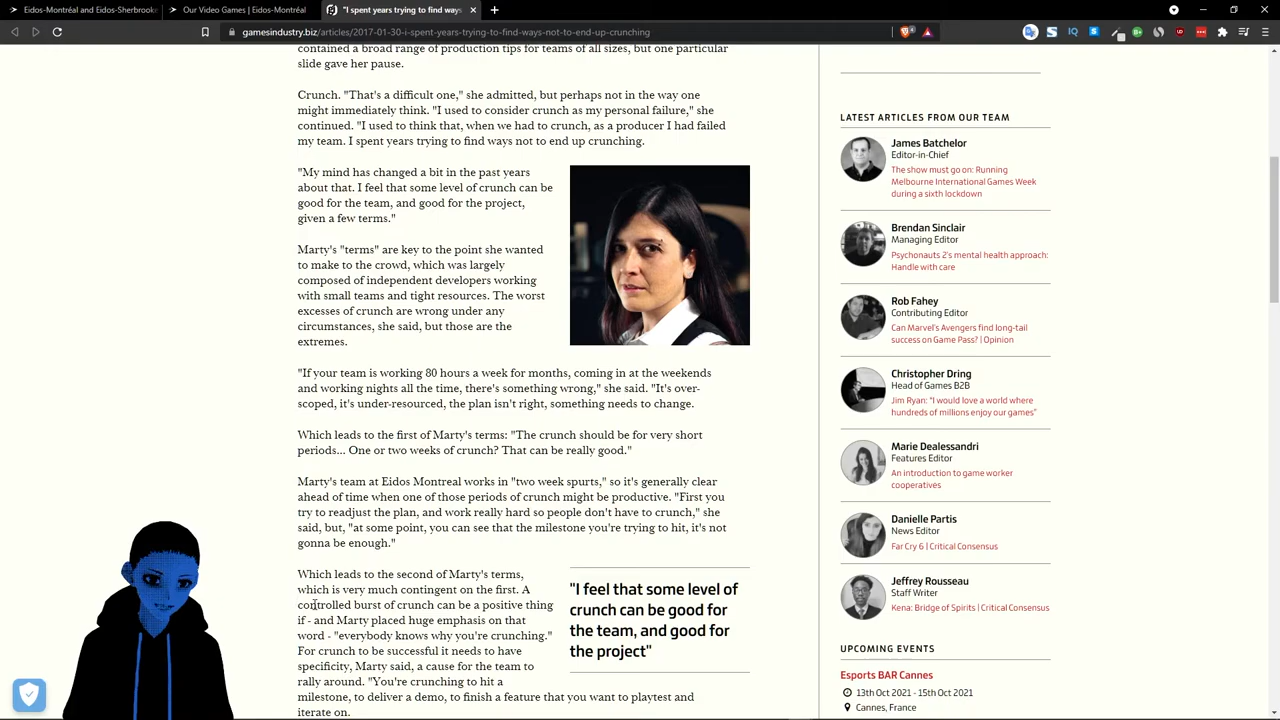 Eidos-Montréal and Eidos-Sherbrooke
Our Video Games | Eidos-Montréal
"I spent years trying to find ways
gamesindustry.biz/articles/2017-01-30-i-spent-years-trying-to-find-ways-not-to-end-up-crunching
contained a broad range of production tips for teams of all sizes, but one particular
slide gave her pause.
Crunch. "That's a difficult one," she admitted, but perhaps not in the way one
might immediately think. "I used to consider crunch as my personal failure," she
continued. "I used to think that, when we had to crunch, as a producer I had failed
my team. I spent years trying to find ways not to end up crunching.
"My mind has changed a bit in the past years
about that. I feel that some level of crunch can be
good for the team, and good for the project,
given a few terms."
Marty's "terms" are key to the point she wanted
to make to the crowd, which was largely
composed of independent developers working
with small teams and tight resources. The worst
excesses of crunch are wrong under any
circumstances, she said, but those are the
extremes.
"If your team is working 80 hours a week for months, coming in at the weekends
and working nights all the time, there's something wrong," she said. "It's over-
scoped, it's under-resourced, the plan isn't right, something needs to change.
Which leads to the first of Marty's terms: "The crunch should be for very short
periods... One or two weeks of crunch? That can be really good."
Marty's team at Eidos Montreal works in "two week spurts," so it's generally clear
ahead of time when one of those periods of crunch might be productive. "First you
try to readjust the plan, and work really hard so people don't have to crunch," she
said, but, "at some point, you can see that the milestone you're trying to hit, it's not
gonna be enough."
Which leads to the second of Marty's terms,
which is very much contingent on the first. A
controlled burst of crunch can be a positive thing
if - and Marty placed huge emphasis on that
word - "everybody knows why you're crunching."
For crunch to be successful it needs to have
specificity, Marty said, a cause for the team to
rally around. "You're crunching to hit a
milestone, to deliver a demo, to finish a feature that you want to playtest and
iterate on.
"I feel that some level of
crunch can be good for
the team, and good for
the project"
LATEST ARTICLES FROM OUR TEAM
James Batchelor
Editor-in-Chief
The show must go on: Running
Melbourne International Games Week
during a sixth lockdown
Brendan Sinclair
Managing Editor
Psychonauts 2's mental health approach:
Handle with care
Rob Fahey
Contributing Editor
Can Marvel's Avengers find long-tail
success on Game Pass? | Opinion
Christopher Dring
Head of Games B2B
Jim Ryan: "I would love a world where
hundreds of millions enjoy our games"
Marie Dealessandri
Features Editor
An introduction to game worker
cooperatives
Danielle Partis
News Editor
Far Cry 6 | Critical Consensus
Jeffrey Rousseau
Staff Writer
Kena: Bridge of Spirits | Critical Consensus
UPCOMING EVENTS
Esports BAR Cannes
13th Oct 2021 - 15th Oct 2021
Cannes, France